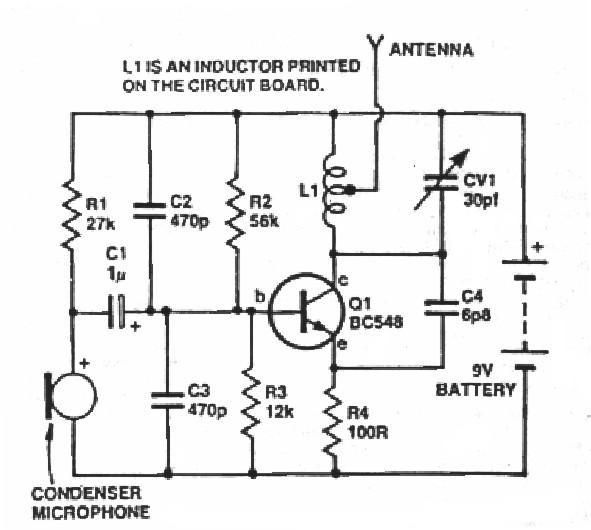 ANTENNA
L1 IS AN INDUCTOR PRINTED
ON THE CIRCUIT BOARD.
R1
27k
C2
470p
R2
56k
L1
CV1
30pf
C1
1μ
+
+
b
c
Q1
BC548
e
C4
6p8
+
9V
BATTERY
+
C3
470p
R3
12k
R4
100R
CONDENSER
MICROPHONE